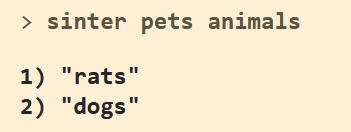 > sinter pets animals
1) "rats"
2) "dogs"